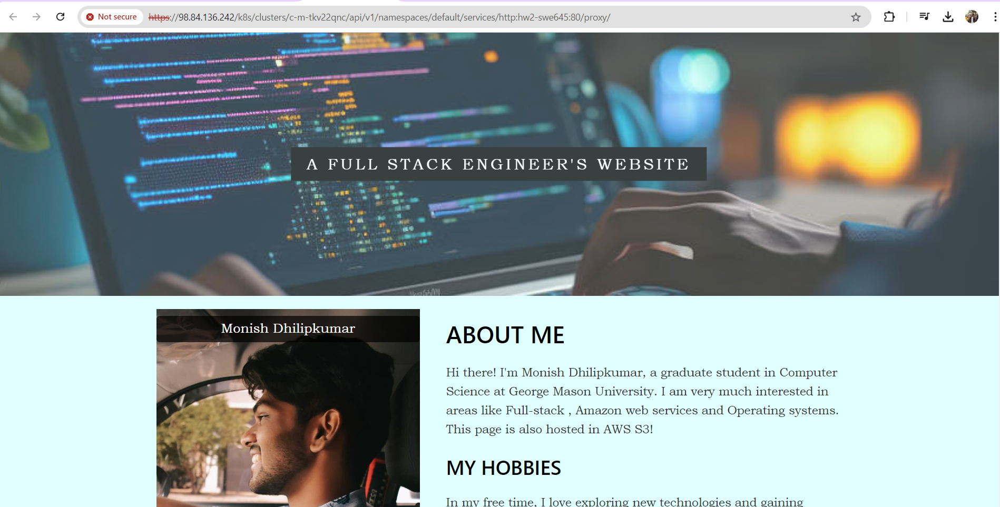 Not secure https://98.84.136.242/k8s/clusters/c-m-tkv22qnc/api/v1/namespaces/default/services/http:hw2-swe645:80/proxy/
A FULL STACK ENGINEER'S WEBSITE
Monish Dhilipkumar
ABOUT ME
Hi there! I'm Monish Dhilipkumar, a graduate student in Computer
Science at George Mason University. I am very much interested in
areas like Full-stack , Amazon web services and Operating systems.
This page is also hosted in AWS S3!
MY HOBBIES
In my free time, I love exploring new technologies and gaining